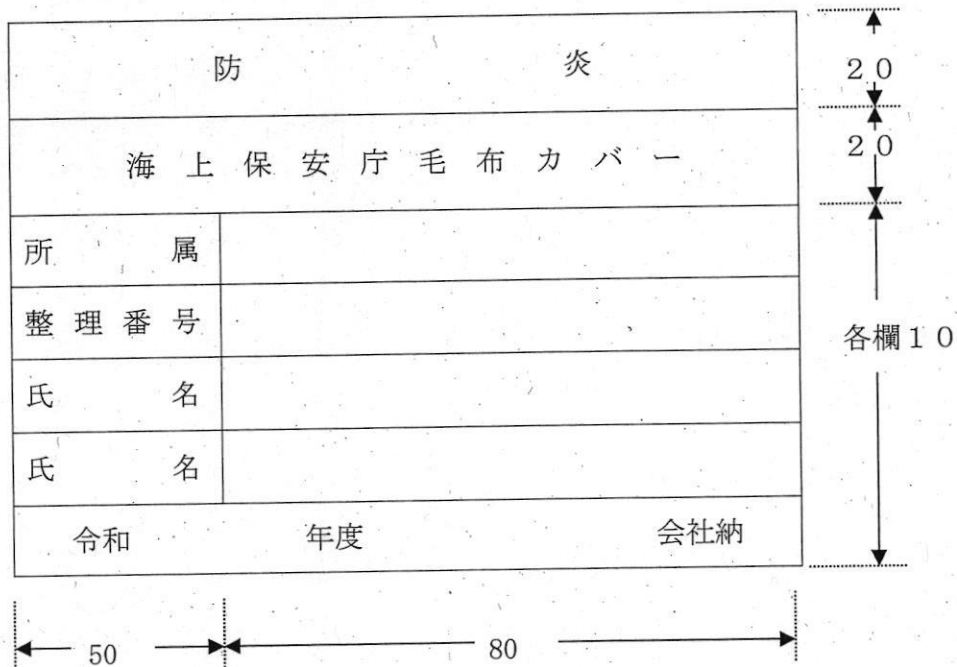 防 炎
20
海上保安庁毛布カバー
20
所 属
整理番号
各欄10
氏 名
氏 名
令和 年度 会社納
50
80